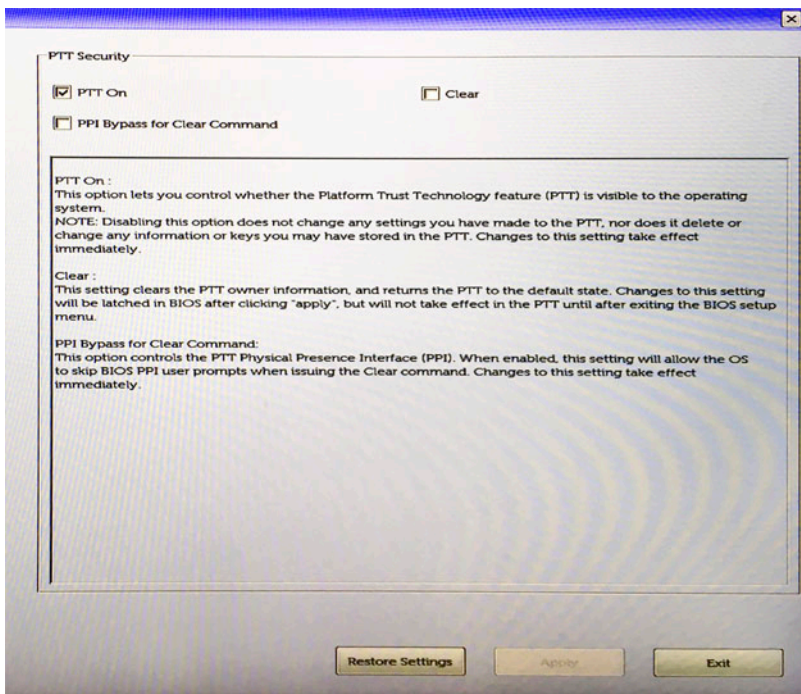 PTT Security
PTT On
Clear
PPI Bypass for Clear Command
PTT On :
This option lets you control whether the Platform Trust Technology feature (PTT) is visible to the operating
system.
NOTE: Disabling this option does not change any settings you have made to the PTT, nor does it delete or
change any information or keys you may have stored in the PTT. Changes to this setting take effect
immediately.
Clear :
This setting clears the PTT owner information, and returns the PTT to the default state. Changes to this setting
will be latched in BIOS after clicking "apply", but will not take effect in the PTT until after exiting the BIOS setup
menu.
PPI Bypass for Clear Command:
This option controls the PTT Physical Presence Interface (PPI). When enabled, this setting will allow the OS
to skip BIOS PPI user prompts when issuing the Clear command. Changes to this setting take effect
immediately.
Restore Settings
Apply
Exit